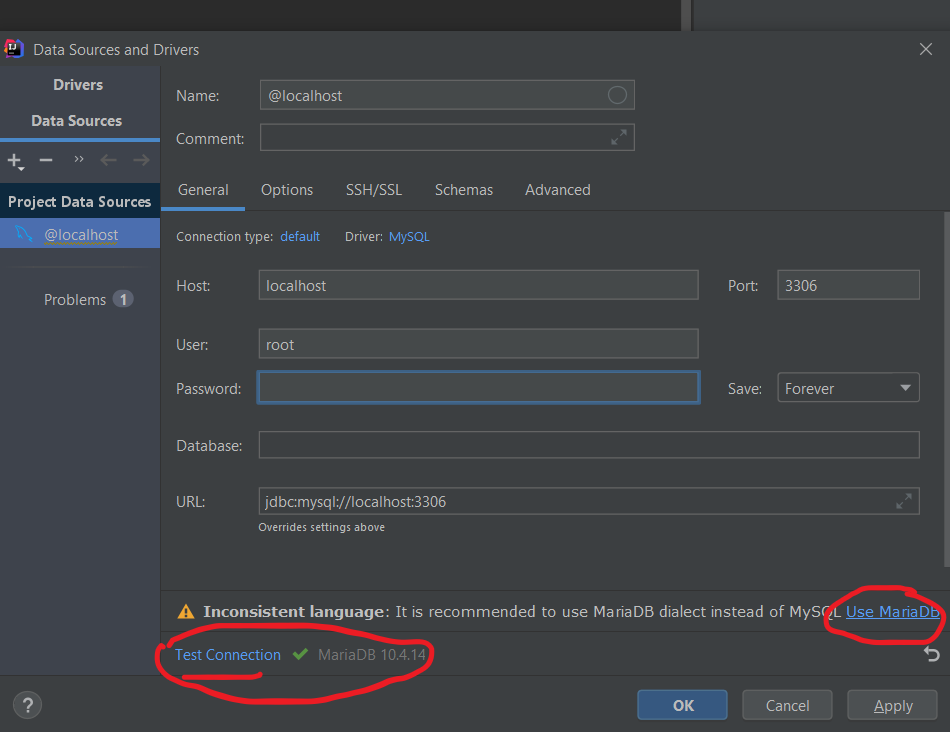 Data Sources and Drivers
Drivers
Data Sources
Project Data Sources
@localhost
Problems 1
Name: @localhost
Comment:
General Options SSH/SSL Schemas Advanced
Connection type: default Driver: MySQL
Host: localhost Port: 3306
User: root
Password: Save: Forever
Database:
URL: jdbc:mysql://localhost:3306
Overrides settings above
Inconsistent language: It is recommended to use MariaDB dialect instead of MySQL Use MariaDB
Test Connection MariaDB 10.4.14
? OK Cancel Apply